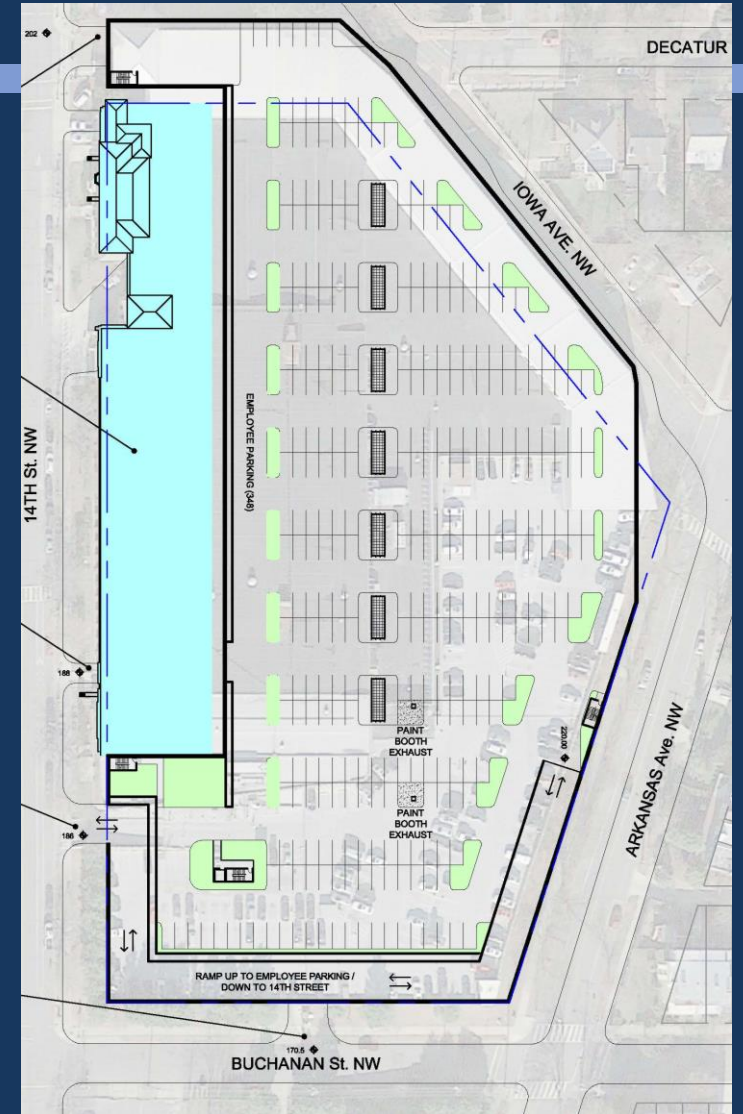 202
DECATUR
IOWA AVE. NW
EMPLOYEE PARKING (348)
14TH St. NW
188
PAINT
BOOTH
EXHAUST
220.00
ARKANSAS Ave. NW
PAINT
BOOTH
EXHAUST
186
RAMP UP TO EMPLOYEE PARKING /
DOWN TO 14TH STREET
170.5
BUCHANAN St. NW